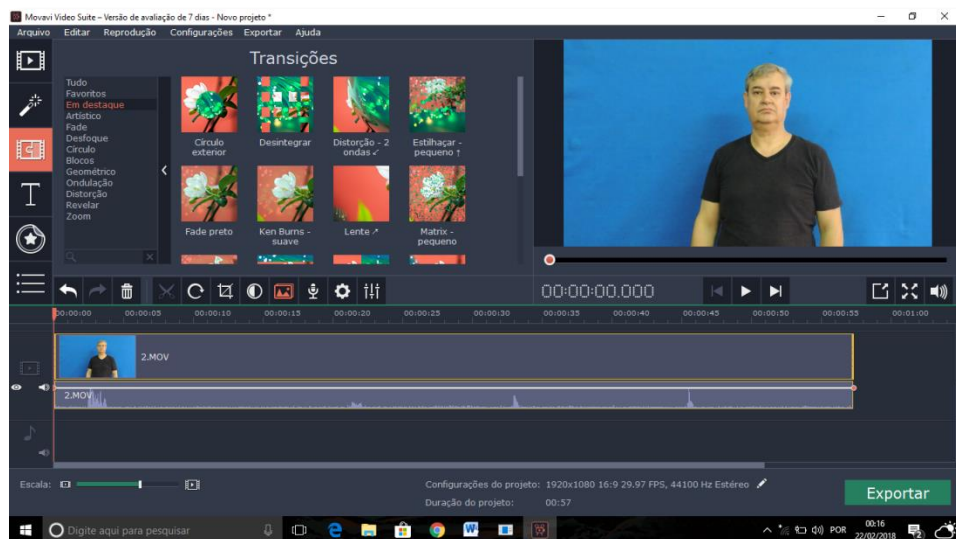 Movavi Video Suite – Versão de avaliação de 7 dias - Novo projeto *
Arquivo Editar Reprodução Configurações Exportar Ajuda
Transições
Tudo
Favoritos
Em destaque
Artístico
Fade
Desfoque
Círculo
Blocos
Geométrico
Ondulação
Distorção
Revelar
Zoom
Círculo exterior
Desintegrar
Distorção - 2 ondas ↙
Estilhaçar - pequeno ↑
Fade preto
Ken Burns - suave
Lente ↗
Matrix - pequeno
00:00:00.000
00:00:00 00:00:05 00:00:10 00:00:15 00:00:20 00:00:25 00:00:30 00:00:35 00:00:40 00:00:45 00:00:50 00:00:55 00:01:00
2.MOV
2.MOV
Escala:
Configurações do projeto: 1920x1080 16:9 29.97 FPS, 44100 Hz Estéreo
Duração do projeto: 00:57
Exportar
Digite aqui para pesquisar
POR
00:16
22/02/2018